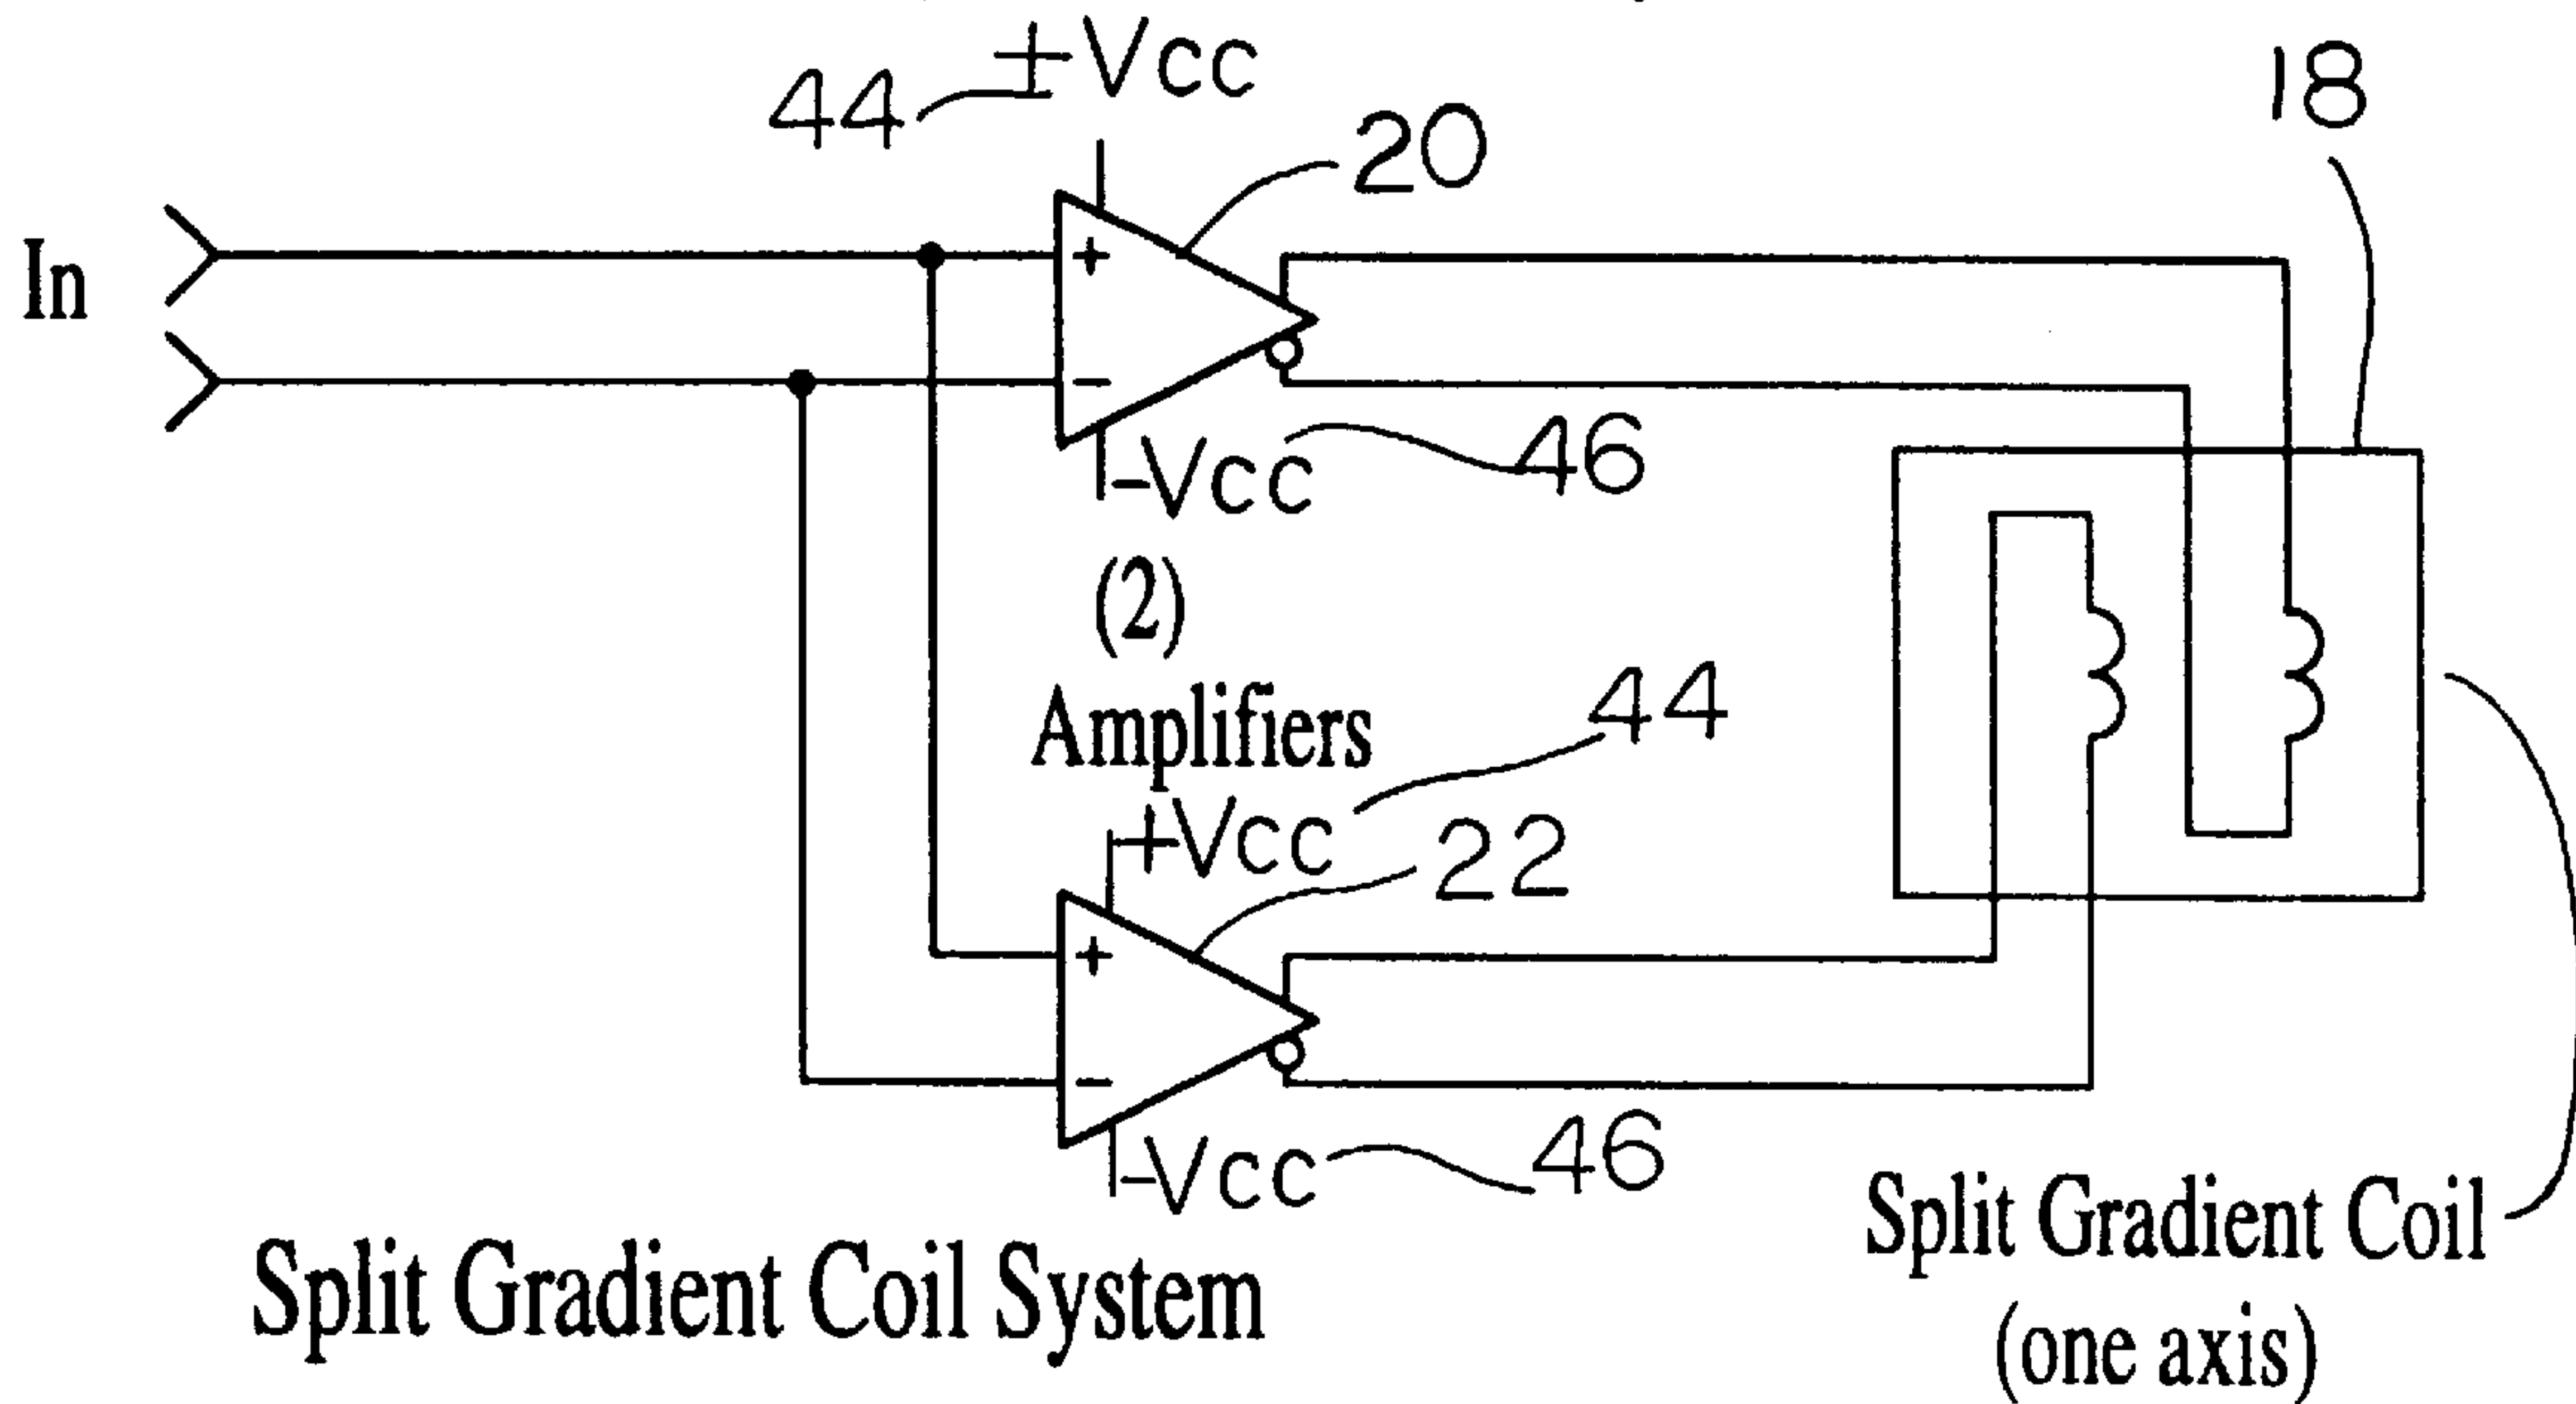 +Vcc
44
20
18
In
+
-
-Vcc
46
(2)
Amplifiers
44
+Vcc
22
+
-
-Vcc
46
Split Gradient Coil
(one axis)
Split Gradient Coil System